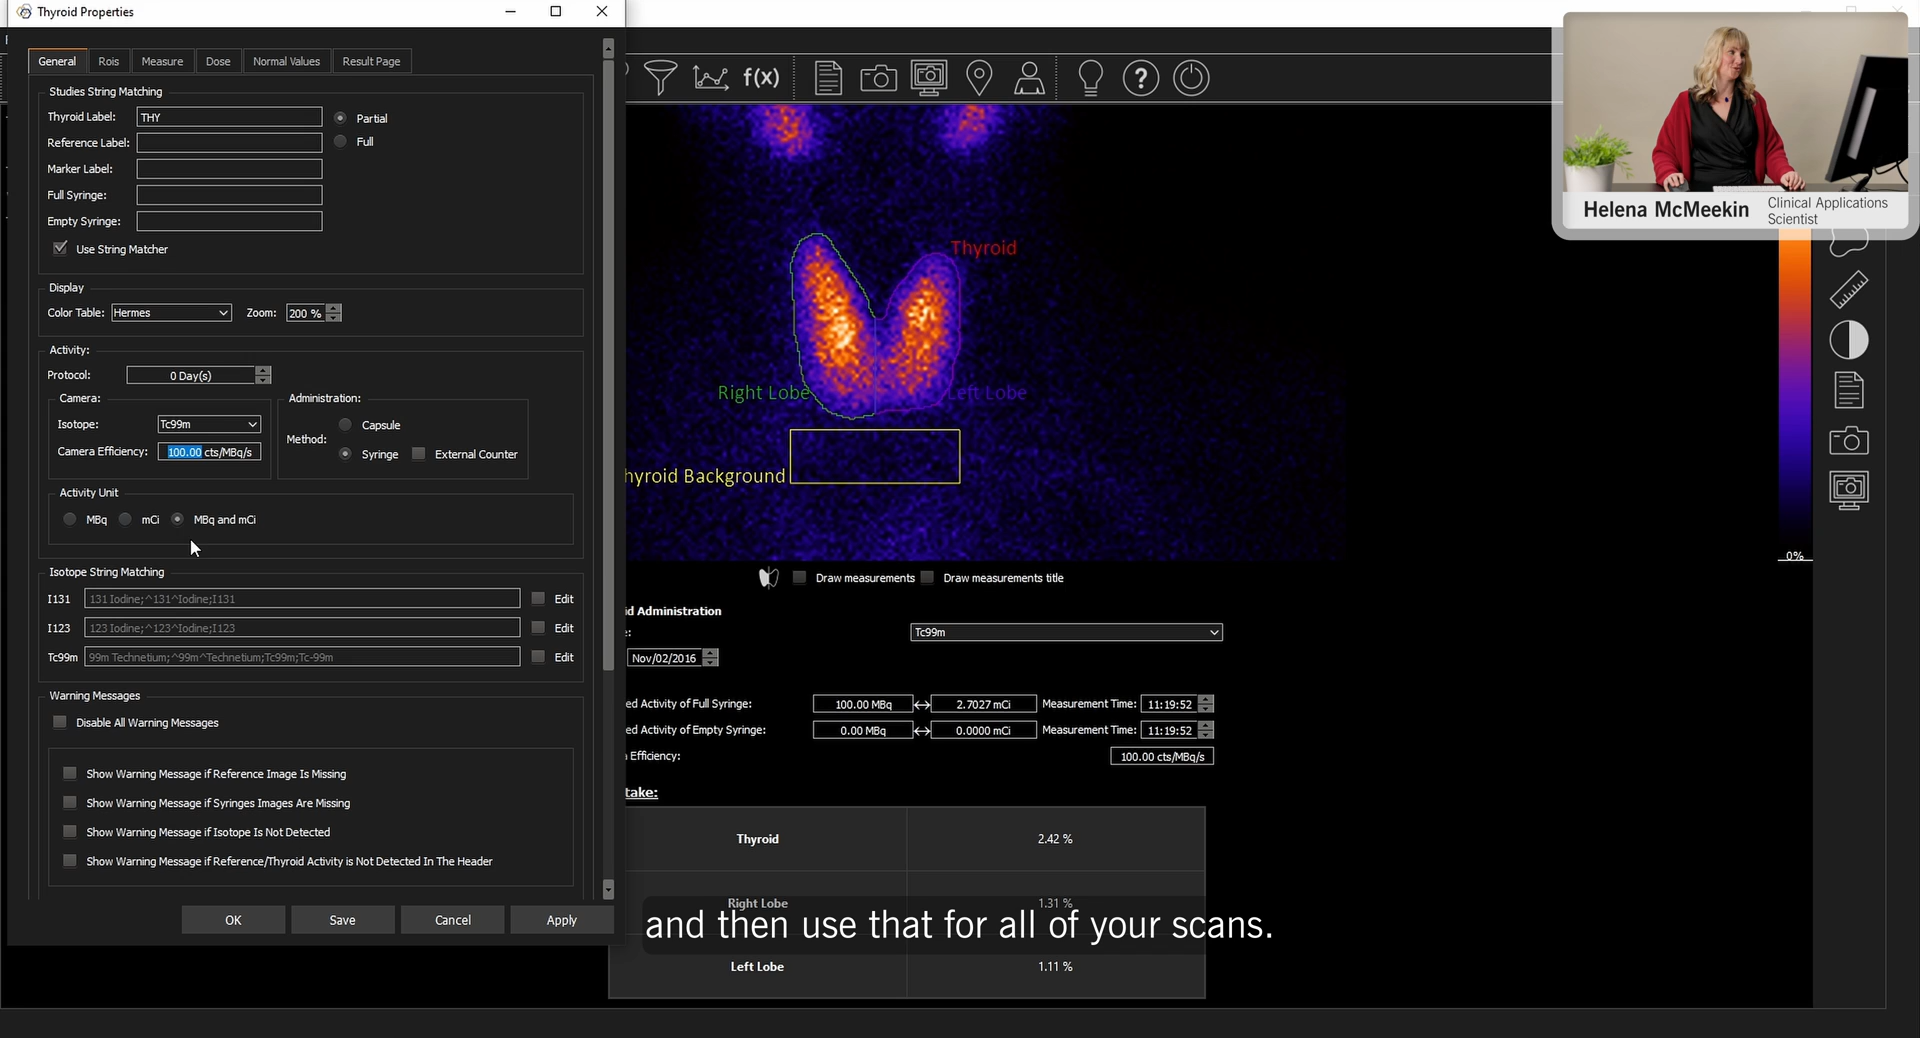 Thyroid Properties
General Rois Measure Dose Normal Values Result Page
Studies String Matching
Thyroid Label: THY Partial
Reference Label: Full
Marker Label:
Full Syringe:
Empty Syringe:
Use String Matcher
Display
Color Table: Hermes Zoom: 200 %
Activity:
Protocol: 0 Day(s)
Camera: Administration:
Isotope: Tc99m Capsule
Method:
Camera Efficiency: 100.00 cts/MBq/s Syringe External Counter
Activity Unit
MBq mCi MBq and mCi
Isotope String Matching
I131 131 Iodine;^131^Iodine;I131 Edit
I123 123 Iodine;^123^Iodine;I123 Edit
Tc99m 99m Technetium;^99m^Technetium;Tc99m;Tc-99m Edit
Warning Messages
Disable All Warning Messages
Show Warning Message if Reference Image Is Missing
Show Warning Message if Syringes Images Are Missing
Show Warning Message if Isotope Is Not Detected
Show Warning Message if Reference/Thyroid Activity is Not Detected In The Header
OK Save Cancel Apply
f(x) ?
Helena McMeekin Clinical Applications
Scientist
Thyroid
Right Lobe Left Lobe
hyroid Background
0%
Draw measurements Draw measurements title
id Administration
: Tc99m
Nov/02/2016
ed Activity of Full Syringe: 100.00 MBq 2.7027 mCi Measurement Time: 11:19:52
ed Activity of Empty Syringe: 0.00 MBq 0.0000 mCi Measurement Time: 11:19:52
Efficiency: 100.00 cts/MBq/s
take:
Thyroid 2.42 %
Right Lobe 1.31 %
and then use that for all of your scans.
Left Lobe 1.11 %